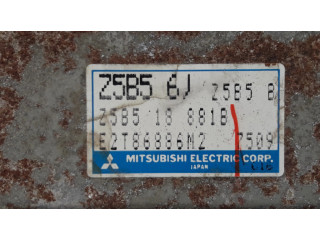 Z5B5 6J Z5B5 B
Z5B5 18 881B
E2T86886M2 7509
MITSUBISHI ELECTRIC CORP.
JAPAN